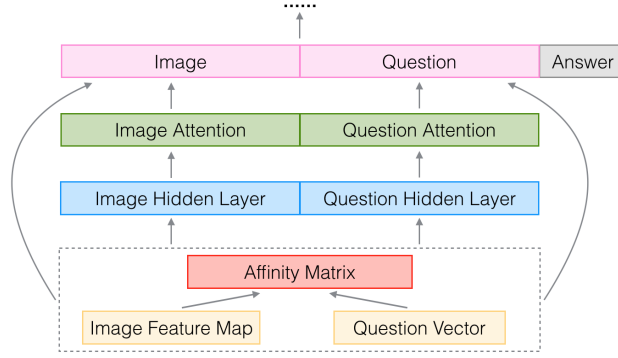 ......
Image Question Answer
Image Attention Question Attention
Image Hidden Layer Question Hidden Layer
Affinity Matrix
Image Feature Map Question Vector